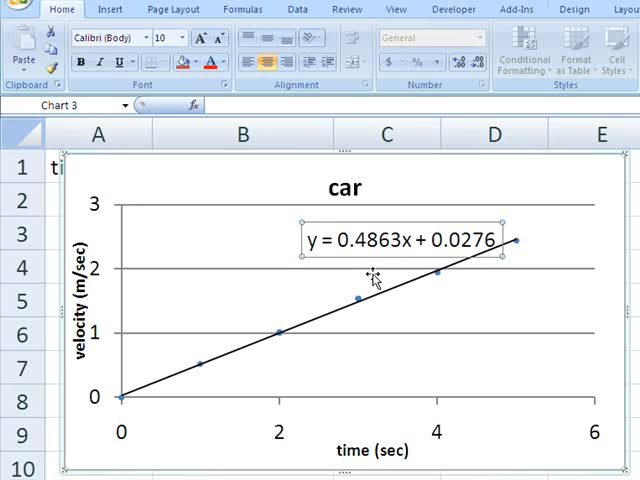 Home Insert Page Layout Formulas Data Review View Developer Add-Ins Design Layou
Paste
Calibri (Body) 10 A A
B I U A
General
$ % , .00
Conditional Formatting
Format as Table
Cell Styles
Clipboard Font Alignment Number Styles
Chart 3 fx
A B C D E
1 ti
2
3
4
5
6
7
8
9
10
car
y = 0.4863x + 0.0276
velocity (m/sec)
3
2
1
0
0 2 4 6
time (sec)